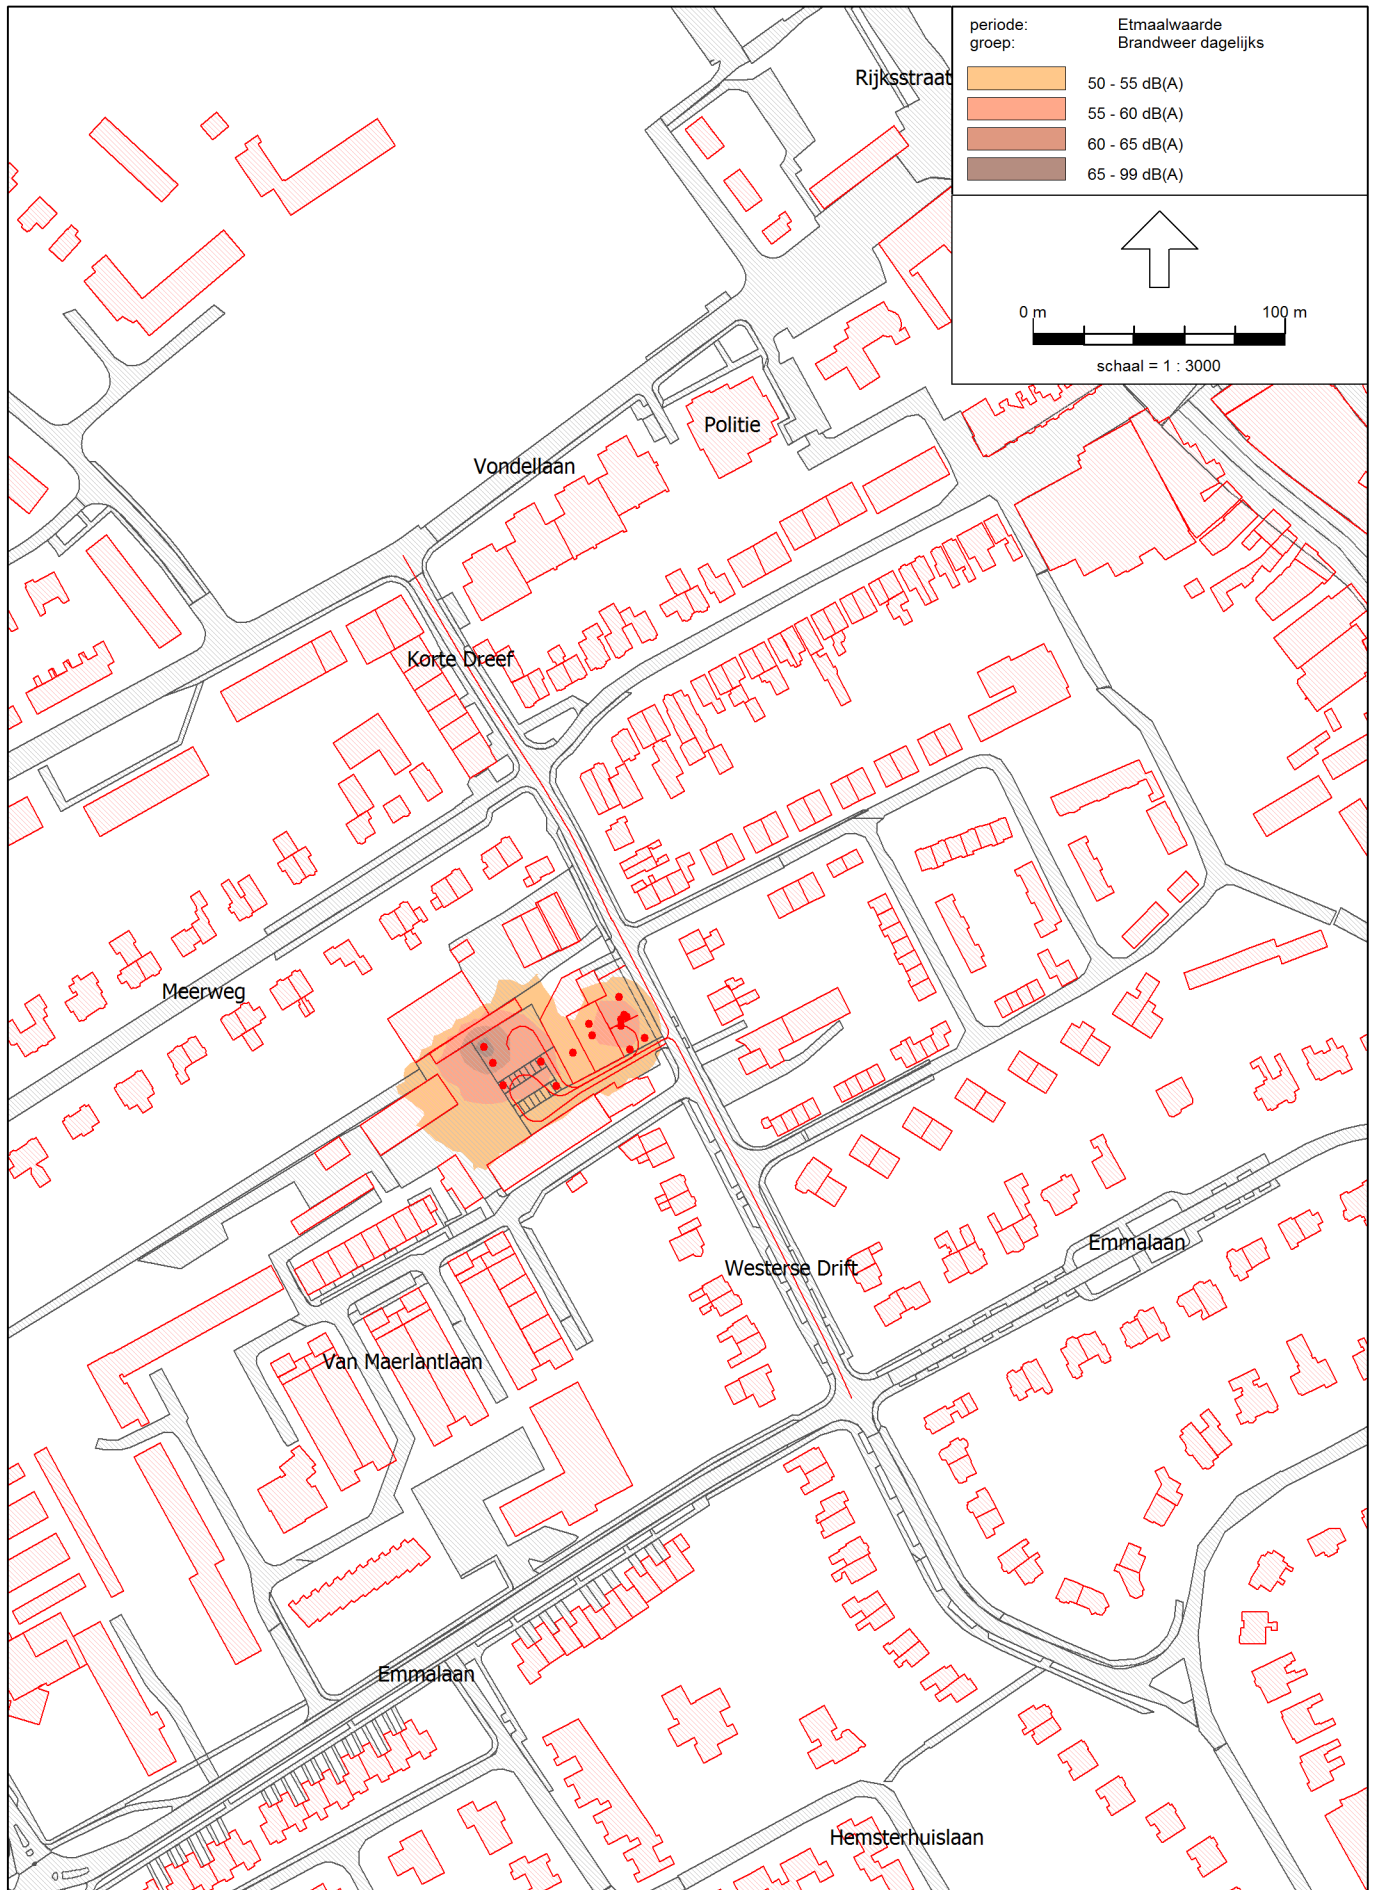 periode: Etmaalwaarde
groep: Brandweer dagelijks
50 - 55 dB(A)
55 - 60 dB(A)
60 - 65 dB(A)
65 - 99 dB(A)
0 m 100 m
schaal = 1 : 3000
Rijksstraat
Politie
Vondellaan
Korte Dreef
Meerweg
Emmalaan
Westerse Drift
Van Maerlantlaan
Emmalaan
Hemsterhuislaan